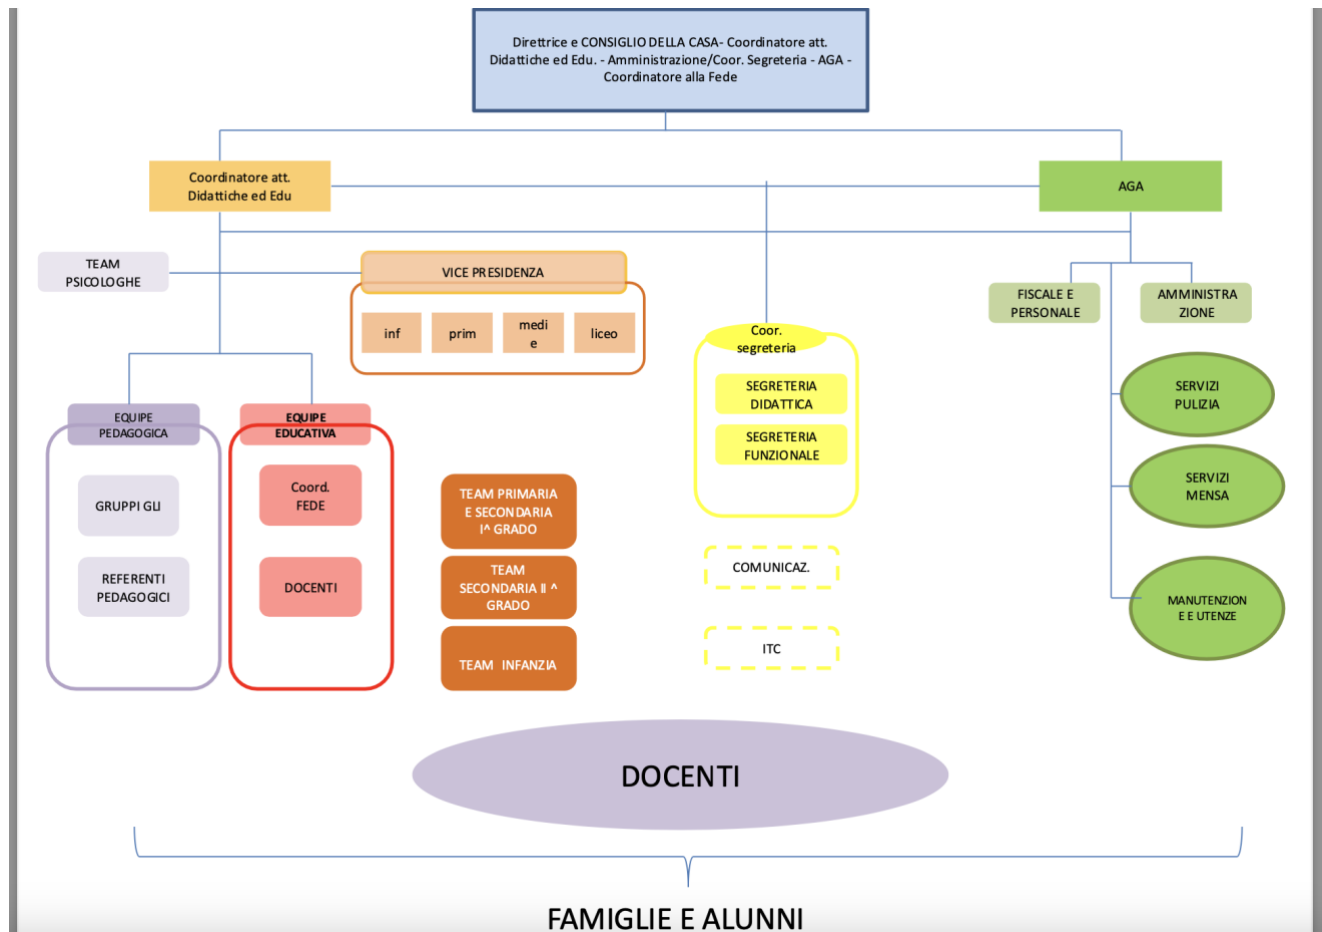 Direttrice e CONSIGLIO DELLA CASA- Coordinatore att.
Didattiche ed Edu. - Amministrazione/Coor. Segreteria - AGA -
Coordinatore alla Fede
Coordinatore att.
Didattiche ed Edu
AGA
TEAM
PSICOLOGHE
VICE PRESIDENZA
inf
prim
medi
e
liceo
FISCALE E
PERSONALE
AMMINISTRA
ZIONE
Coor.
segreteria
SEGRETERIA
DIDATTICA
SEGRETERIA
FUNZIONALE
SERVIZI
PULIZIA
EQUIPE
PEDAGOGICA
EQUIPE
EDUCATIVA
GRUPPI GLI
REFERENTI
PEDAGOGICI
Coord.
FEDE
DOCENTI
TEAM PRIMARIA
E SECONDARIA
I^ GRADO
TEAM
SECONDARIA II ^
GRADO
TEAM INFANZIA
COMUNICAZ.
ITC
SERVIZI
MENSA
MANUTENZION
E E UTENZE
DOCENTI
FAMIGLIE E ALUNNI